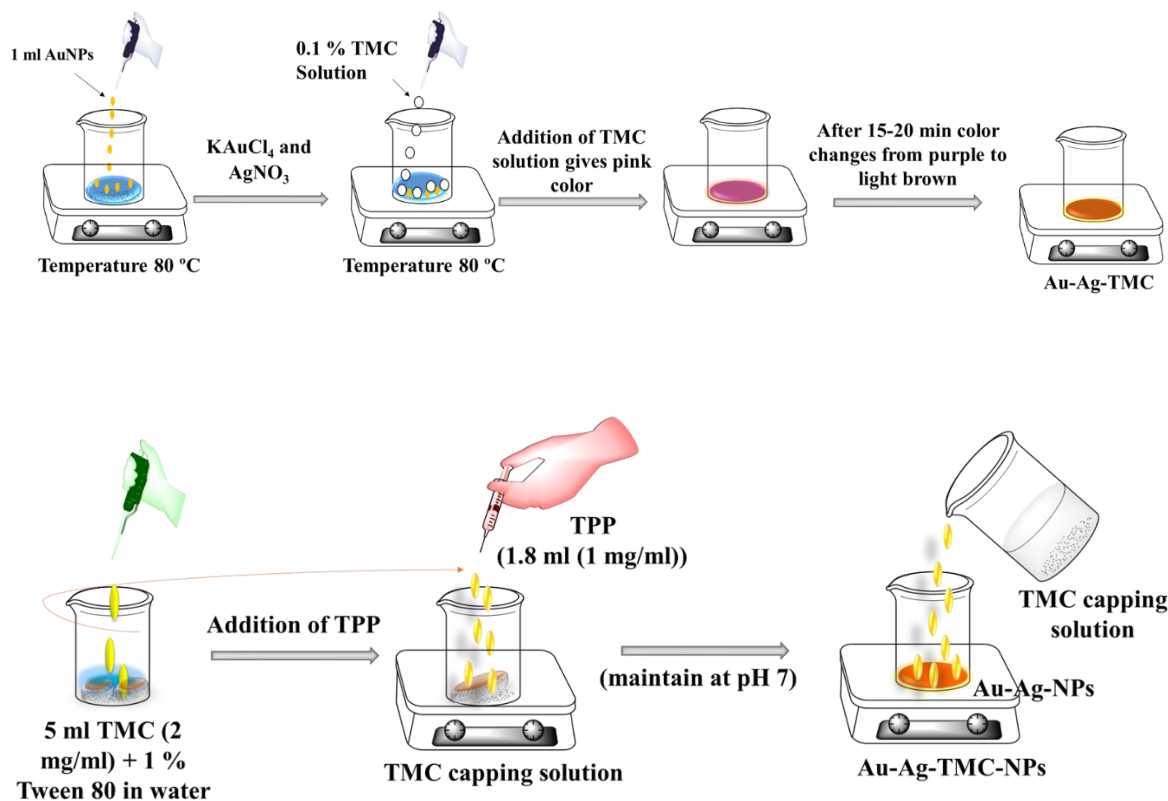 1 ml AuNPs
KAuCl₄ and
AgNO₃
Temperature 80 ºC
0.1 % TMC
Solution
Temperature 80 ºC
Addition of TMC
solution gives pink
color
After 15-20 min color
changes from purple to
light brown
Au-Ag-TMC
5 ml TMC (2
mg/ml) + 1 %
Tween 80 in water
Addition of TPP
TPP
(1.8 ml (1 mg/ml))
TMC capping solution
(maintain at pH 7)
TMC capping
solution
Au-Ag-NPs
Au-Ag-TMC-NPs